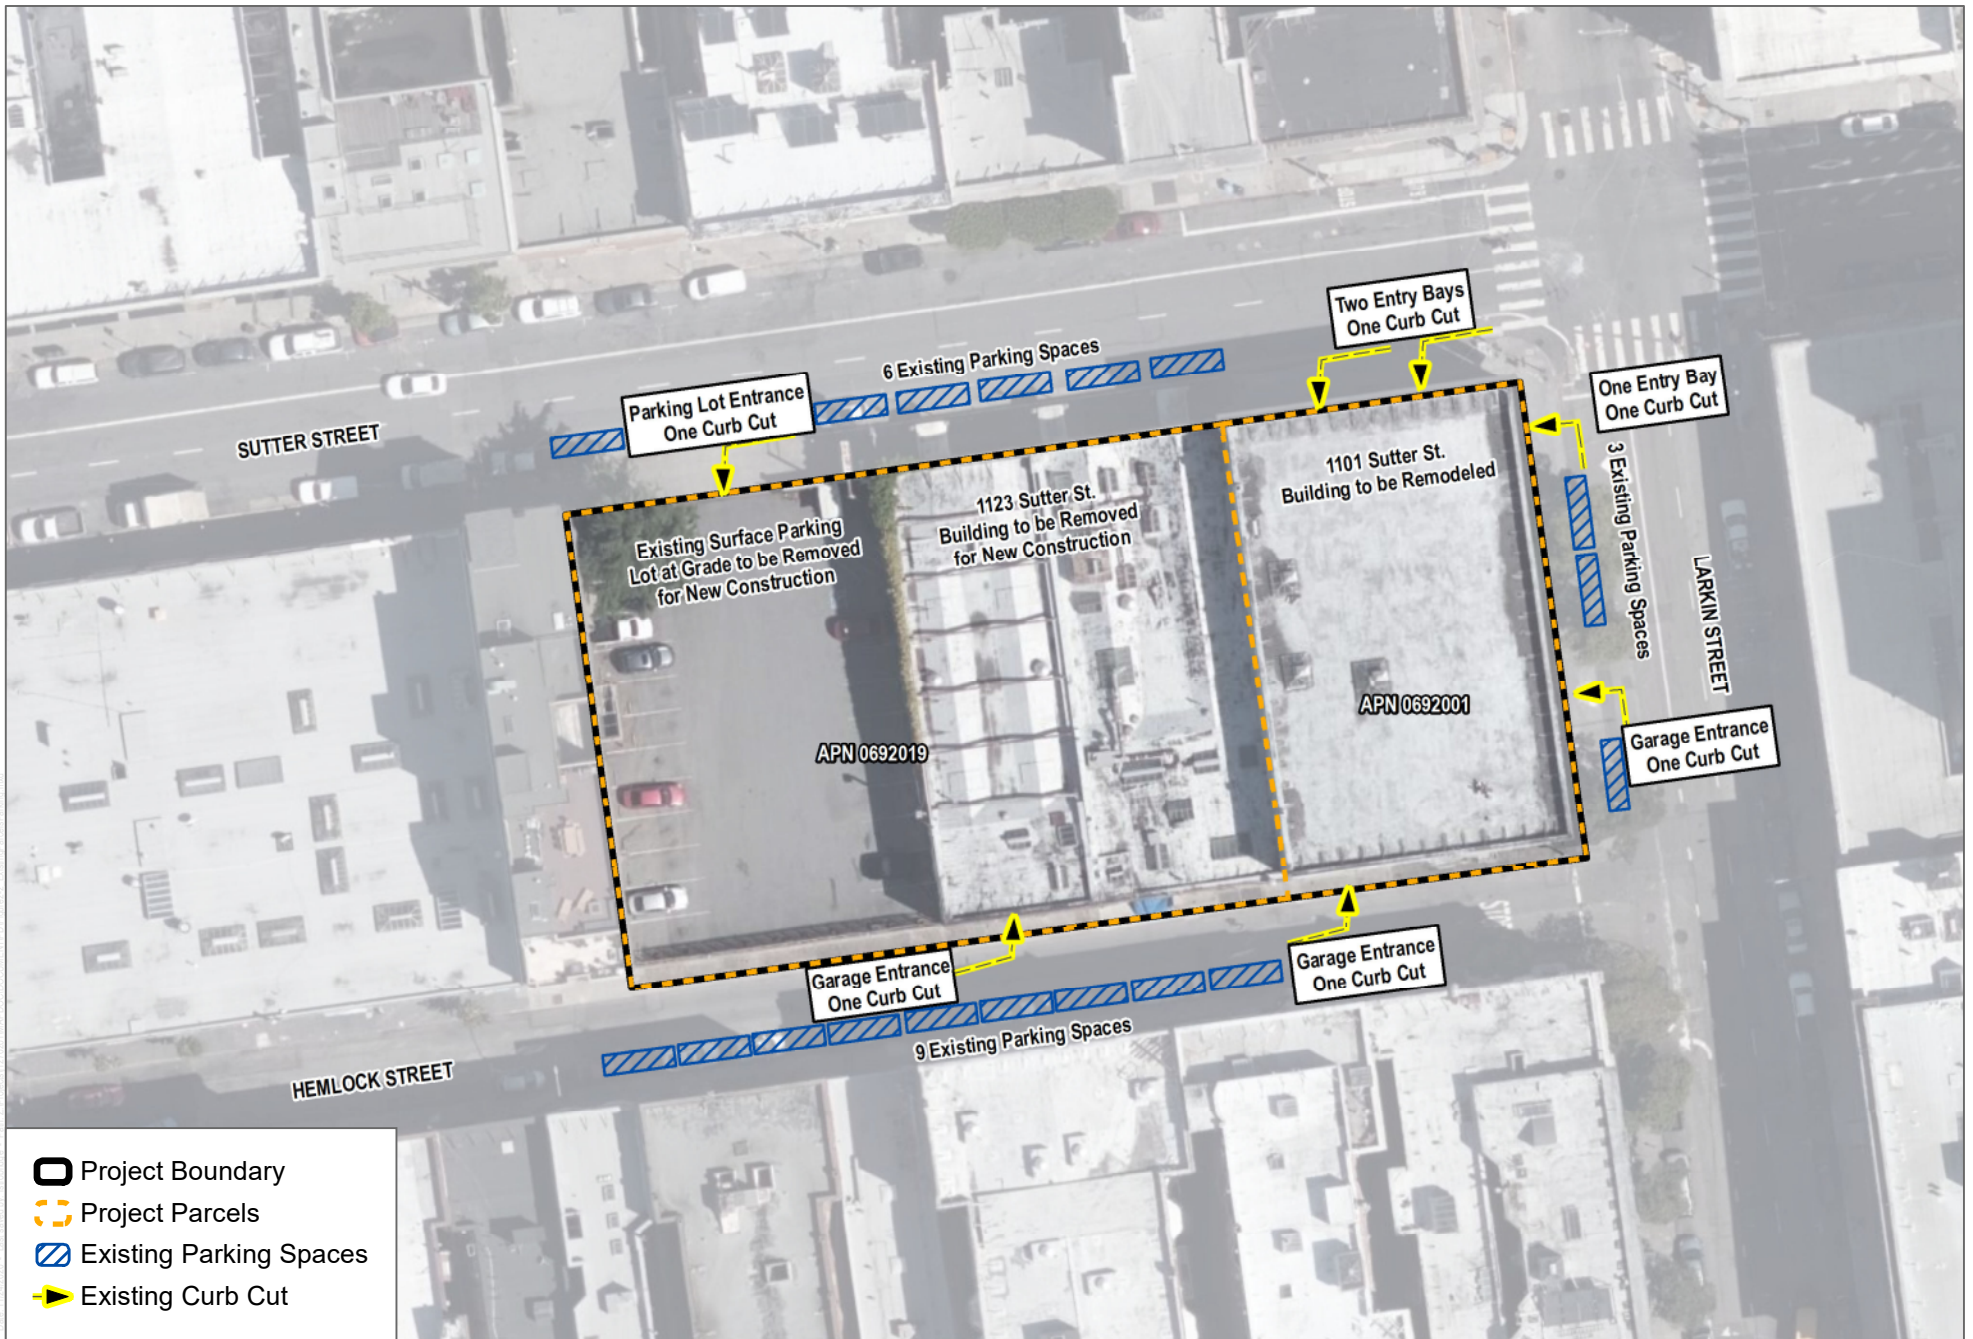 Two Entry Bays
One Curb Cut
6 Existing Parking Spaces
One Entry Bay
One Curb Cut
Parking Lot Entrance
One Curb Cut
SUTTER STREET
1101 Sutter St.
Building to be Remodeled
3 Existing Parking Spaces
1123 Sutter St.
Building to be Removed
for New Construction
Existing Surface Parking
Lot at Grade to be Removed
for New Construction
LARKIN STREET
APN 0692001
APN 0692019
Garage Entrance
One Curb Cut
Garage Entrance
One Curb Cut
Garage Entrance
One Curb Cut
9 Existing Parking Spaces
HEMLOCK STREET
Project Boundary
Project Parcels
Existing Parking Spaces
Existing Curb Cut